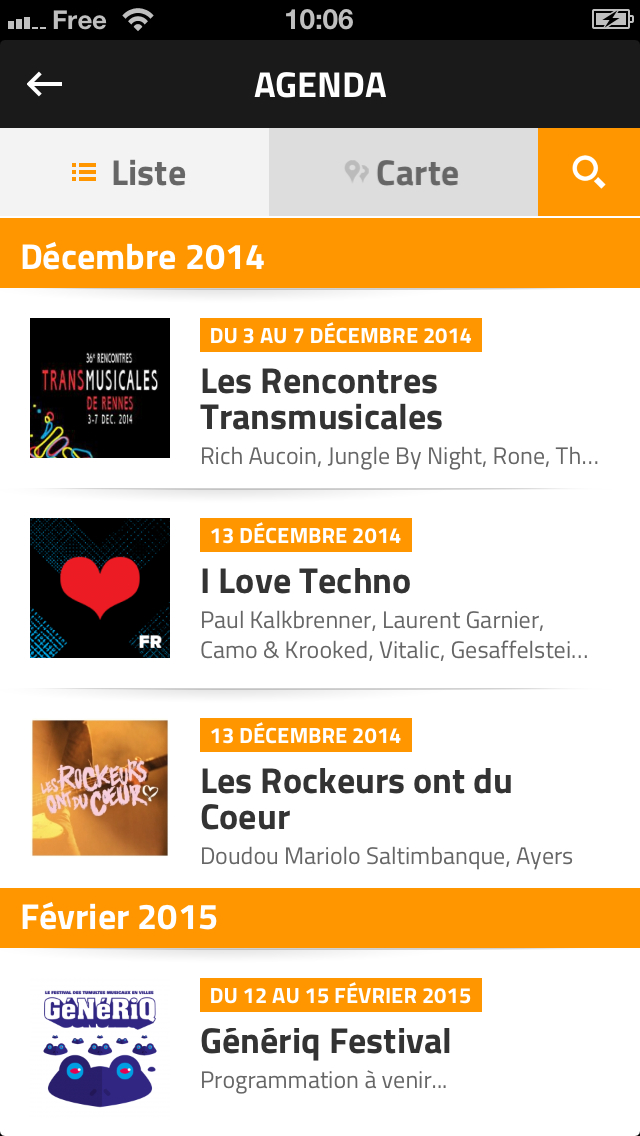 Free 10:06
AGENDA
Liste Carte
Décembre 2014
36e RENCONTRES
TRANSMUSICALES
DE RENNES
3-7 DEC. 2014
DU 3 AU 7 DÉCEMBRE 2014
Les Rencontres
Transmusicales
Rich Aucoin, Jungle By Night, Rone, Th...
FR
13 DÉCEMBRE 2014
I Love Techno
Paul Kalkbrenner, Laurent Garnier,
Camo & Krooked, Vitalic, Gesaffelstei...
LES ROCKEURS
ONT DU COEUR
13 DÉCEMBRE 2014
Les Rockeurs ont du
Coeur
Doudou Mariolo Saltimbanque, Ayers
Février 2015
LE FESTIVAL DES TUMULTES MUSICAUX EN VILLES
GéNéRiQ
DU 12 AU 15 FÉVRIER 2015
Génériq Festival
Programmation à venir...